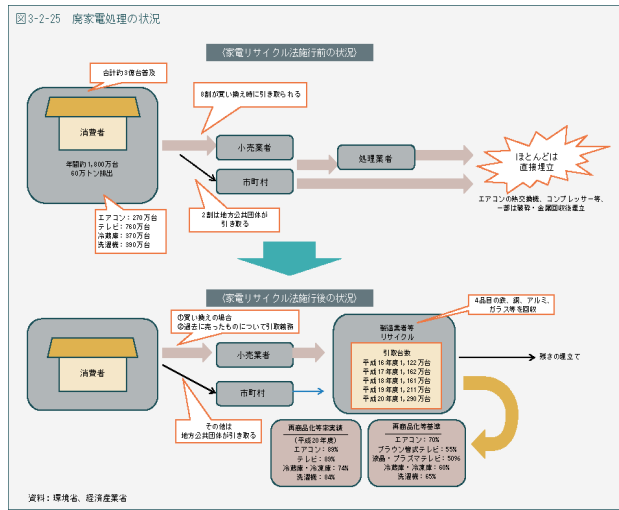 図3-2-25 廃家電処理の状況
(家電リサイクル法施行前の状況)
合計約3億台普及
8割が買い換え時に引き取られる
消費者
年間約1,800万台
60万トン排出
小売業者
処理業者
市町村
ほとんどは
直接埋立
エアコンの熱交換機、コンプレッサー等、
一部は破砕・金属回収後埋立
エアコン：270万台
テレビ：760万台
冷蔵庫：370万台
洗濯機：390万台
2割は地方公共団体が
引き取る
(家電リサイクル法施行後の状況)
①買い換えの場合
②過去に売ったものについて引取義務
4品目の鉄、銅、アルミ、
ガラス等を回収
消費者
小売業者
市町村
製造業者等
リサイクル
引取台数
平成16年度1,122万台
平成17年度1,162万台
平成18年度1,161万台
平成19年度1,211万台
平成20年度1,290万台
残さの埋立て
その他は
地方公共団体が引き取る
再商品化等率実績
(平成20年度)
エアコン：89%
テレビ：89%
冷蔵庫・冷凍庫：74%
洗濯機：84%
再商品化等基準
エアコン：70%
ブラウン管式テレビ：55%
液晶・プラズマテレビ：50%
冷蔵庫・冷凍庫：60%
洗濯機：65%
資料：環境省、経済産業省